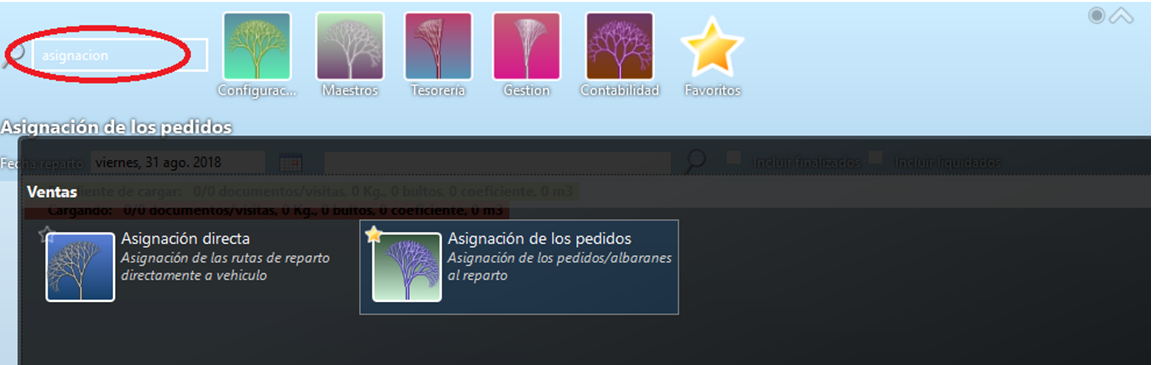 asignacion
Configurac...
Maestros
Tesorería
Gestion
Contabilidad
Favoritos
Asignación de los pedidos
Fecha reparto viernes, 31 ago. 2018 Incluir finalizados Incluir liquidados
Ventas
iente de cargar: 0/0 documentos/visitas, 0 Kg., 0 bultos, 0 coeficiente, 0 m3
Cargando: 0/0 documentos/visitas, 0 Kg., 0 bultos, 0 coeficiente, 0 m3
Asignación directa
Asignación de las rutas de reparto
directamente a vehiculo
Asignación de los pedidos
Asignación de los pedidos/albaranes
al reparto